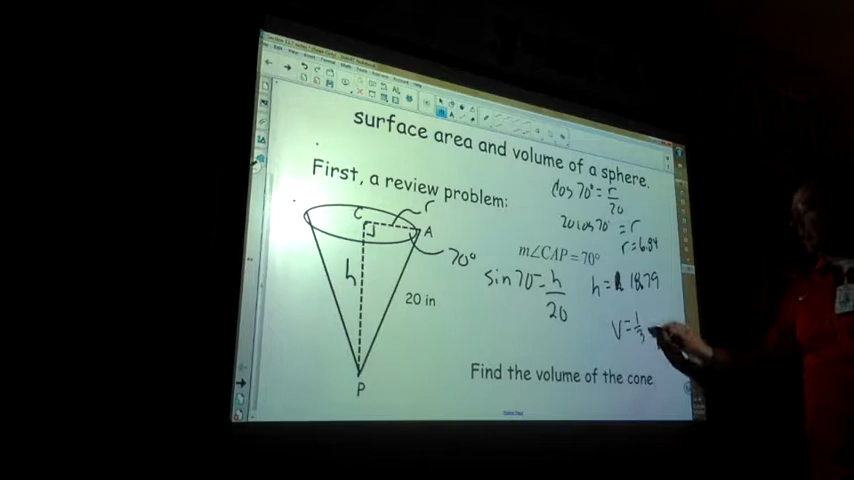 surface area and volume of a sphere.
First, a review problem:
cos 70° = r/20
20 cos 70° = r
r = 6.84
m∠CAP = 70°
sin 70 = h/20
h = 18.79
V = 1/3
C
r
A
70°
h
20 in
P
Find the volume of the cone